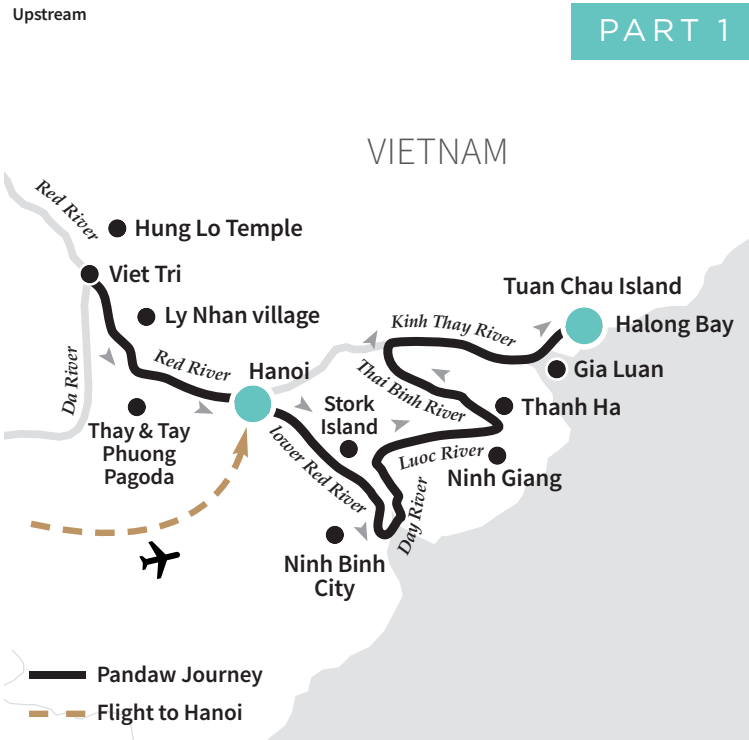 Upstream
PART 1
VIETNAM
Red River
Hung Lo Temple
Viet Tri
Ly Nhan village
Tuan Chau Island
Halong Bay
Kinh Thay River
Da River
Red River
Hanoi
Gia Luan
Thai Binh River
Stork
Island
Thanh Ha
Thay & Tay
Phuong
Pagoda
lower Red River
Luoc River
Ninh Giang
Day River
Ninh Binh
City
Pandaw Journey
Flight to Hanoi